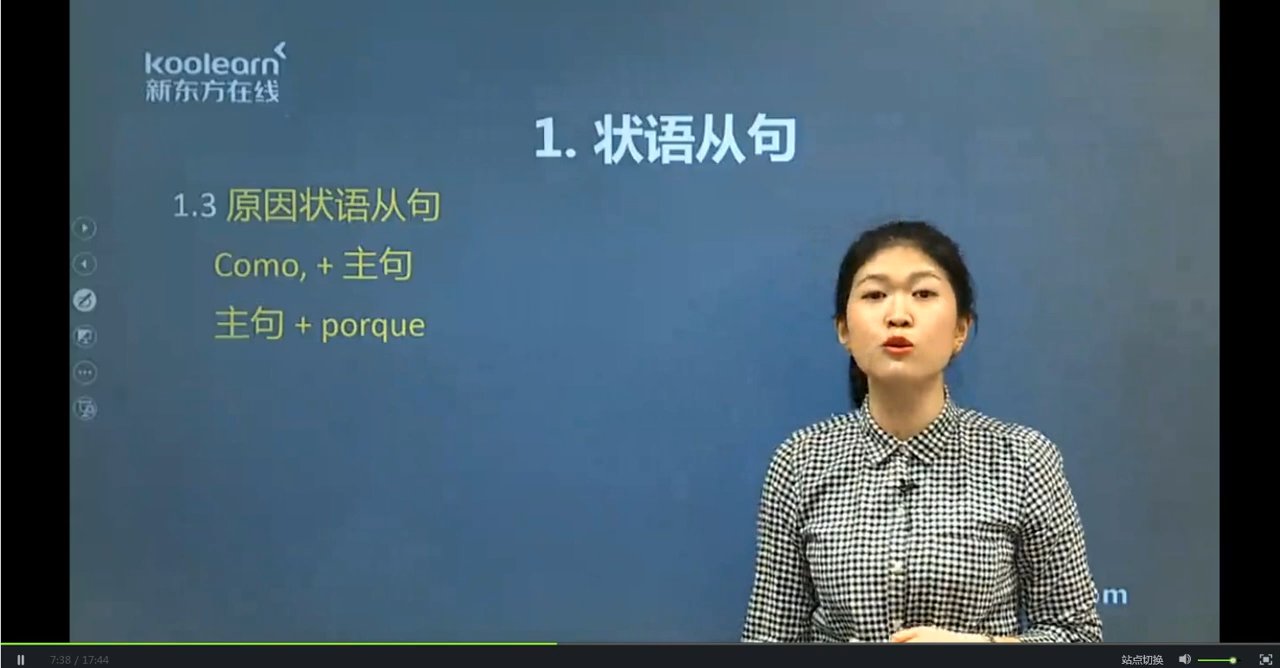 koolearn
新东方在线
1. 状语从句
1.3 原因状语从句
Como, + 主句
主句 + porque
om
7:38 / 17:44
站点切换